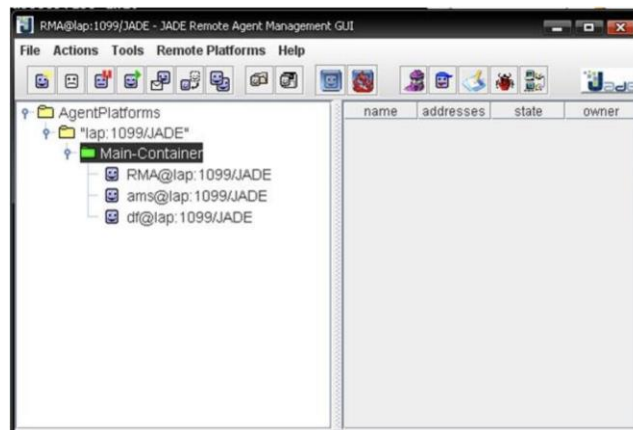 RMA@lap:1099/JADE - JADE Remote Agent Management GUI
File Actions Tools Remote Platforms Help
Jade
AgentPlatforms
"lap:1099/JADE"
Main-Container
RMA@lap:1099/JADE
ams@lap:1099/JADE
df@lap:1099/JADE
name addresses state owner